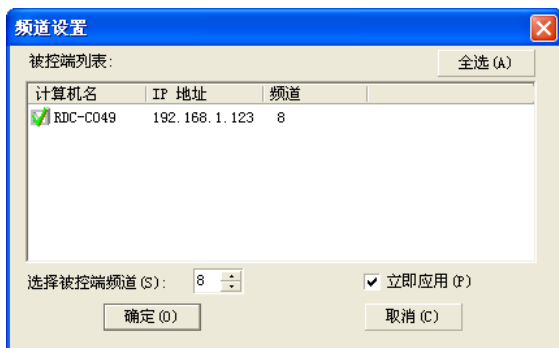 频道设置
被控端列表: 全选(A)
计算机名 IP 地址 频道
RDC-C049 192.168.1.123 8
选择被控端频道(S): 8 立即应用(P)
确定(O) 取消(C)